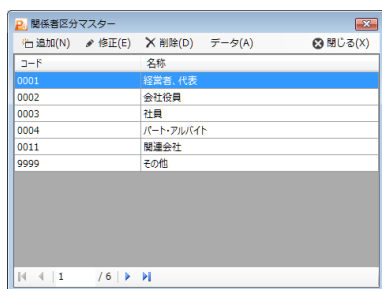 関係者区分マスター
追加(N) 修正(E) 削除(D) データ(A) 閉じる(X)
コード 名称
0001 経営者、代表
0002 会社役員
0003 社員
0004 パート・アルバイト
0011 関連会社
9999 その他
1 / 6